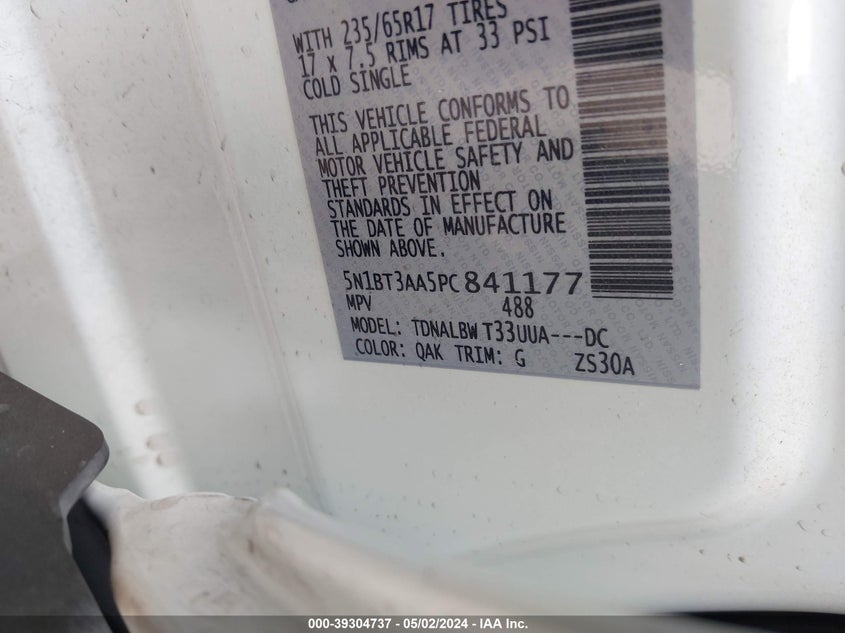 WITH 235/65R17 TIRES
17 x 7.5 RIMS AT 33 PSI
COLD SINGLE
THIS VEHICLE CONFORMS TO
ALL APPLICABLE FEDERAL
MOTOR VEHICLE SAFETY AND
THEFT PREVENTION
STANDARDS IN EFFECT ON
THE DATE OF MANUFACTURE
SHOWN ABOVE.
5N1BT3AA5PC841177
MPV 488
MODEL: TDNALBW T33UUA---DC
COLOR: QAK TRIM: G ZS30A
000-39304737 - 05/02/2024 - IAA Inc.